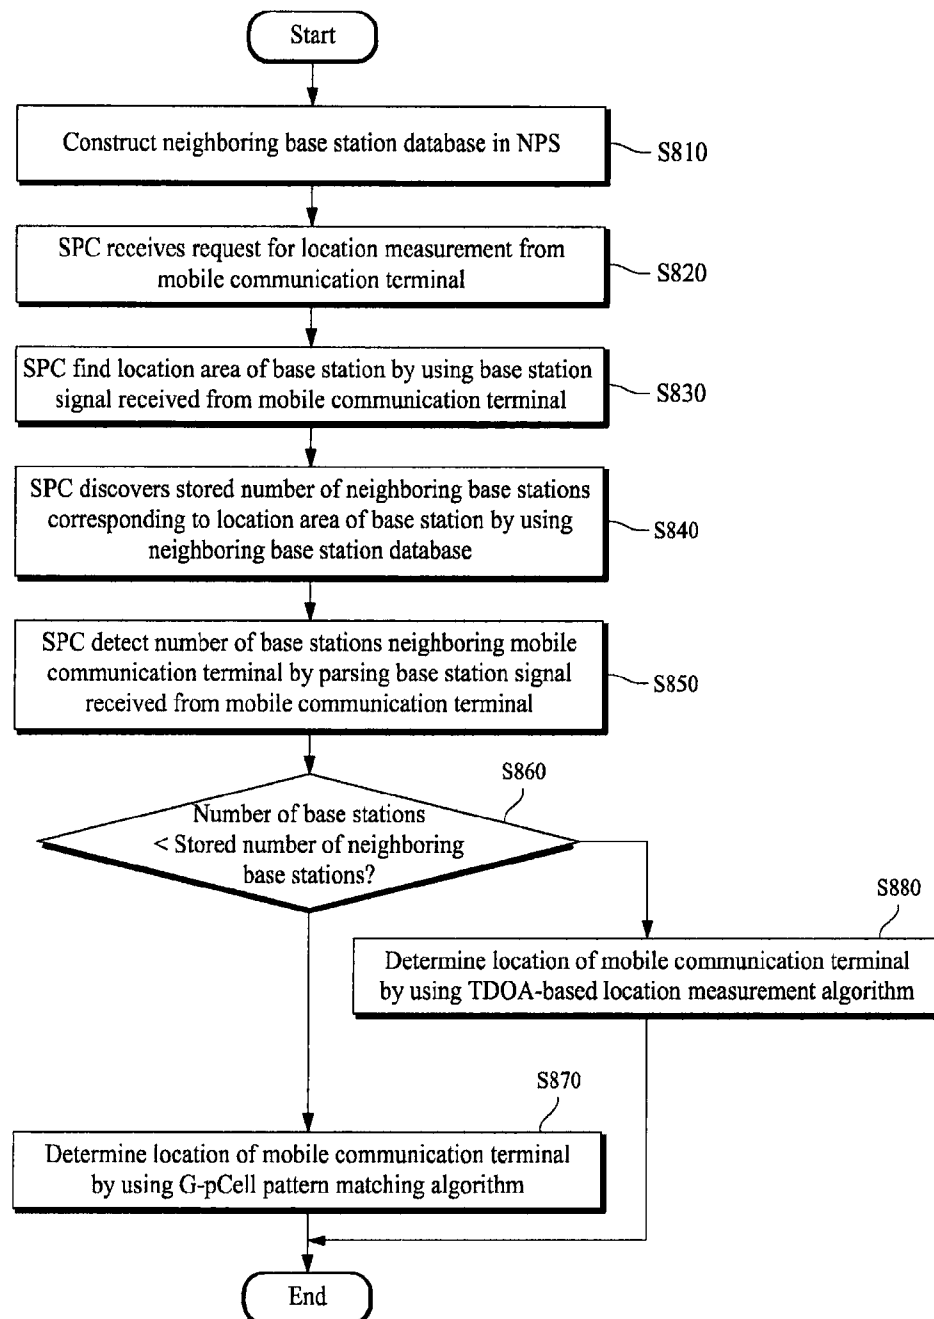 Start
Construct neighboring base station database in NPS
S810
SPC receives request for location measurement from
mobile communication terminal
S820
SPC find location area of base station by using base station
signal received from mobile communication terminal
S830
SPC discovers stored number of neighboring base stations
corresponding to location area of base station by using
neighboring base station database
S840
SPC detect number of base stations neighboring mobile
communication terminal by parsing base station signal
received from mobile communication terminal
S850
S860
Number of base stations
< Stored number of neighboring
base stations?
S880
Determine location of mobile communication terminal
by using TDOA-based location measurement algorithm
S870
Determine location of mobile communication terminal
by using G-pCell pattern matching algorithm
End